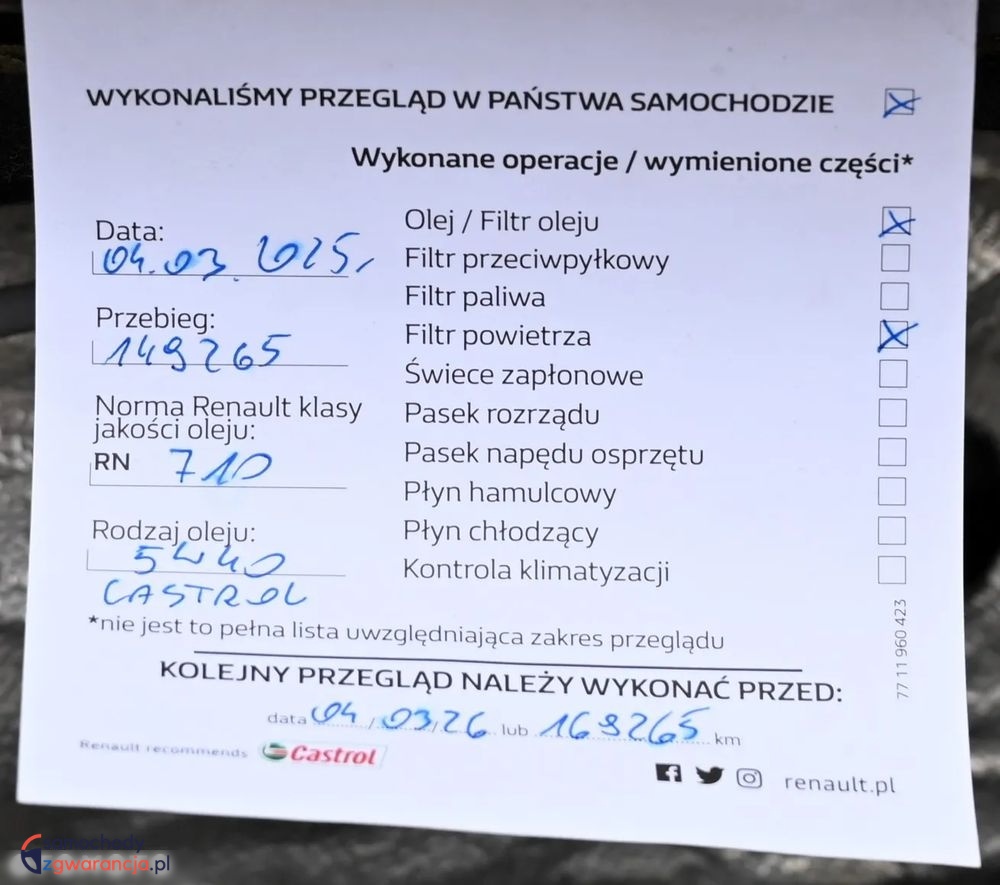 WYKONALIŚMY PRZEGLĄD W PAŃSTWA SAMOCHODZIE
Wykonane operacje / wymienione części*
Data:
04.03.2025r
Przebieg:
149265
Norma Renault klasy
jakości oleju:
RN 710
Rodzaj oleju:
5W40
CASTROL
Olej / Filtr oleju
Filtr przeciwpyłkowy
Filtr paliwa
Filtr powietrza
Świece zapłonowe
Pasek rozrządu
Pasek napędu osprzętu
Płyn hamulcowy
Płyn chłodzący
Kontrola klimatyzacji
*nie jest to pełna lista uwzględniająca zakres przeglądu
77 11 960 423
KOLEJNY PRZEGLĄD NALEŻY WYKONAĆ PRZED:
data 04/03/26 lub 169265 km
Renault recommends Castrol
renault.pl
samochody
zgwarancja.pl